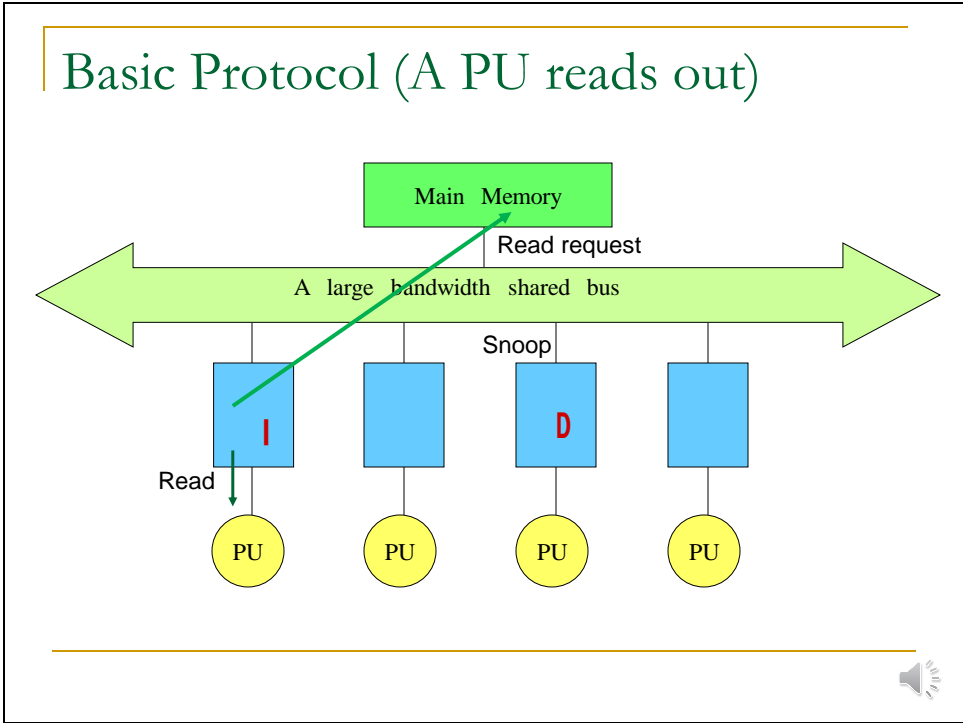 Basic Protocol (A PU reads out)
Main Memory
Read request
A large bandwidth shared bus
Snoop
I
D
Read
PU PU PU PU